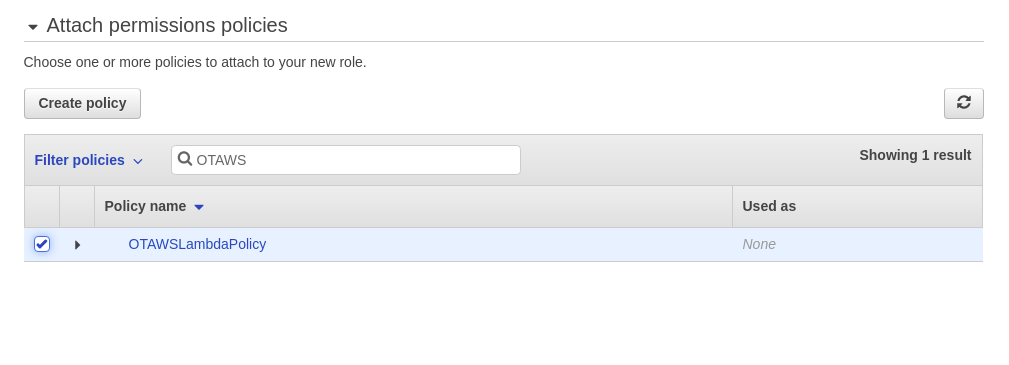 Attach permissions policies
Choose one or more policies to attach to your new role.
Create policy
Filter policies OTAWS Showing 1 result
Policy name Used as
OTAWSLambdaPolicy None